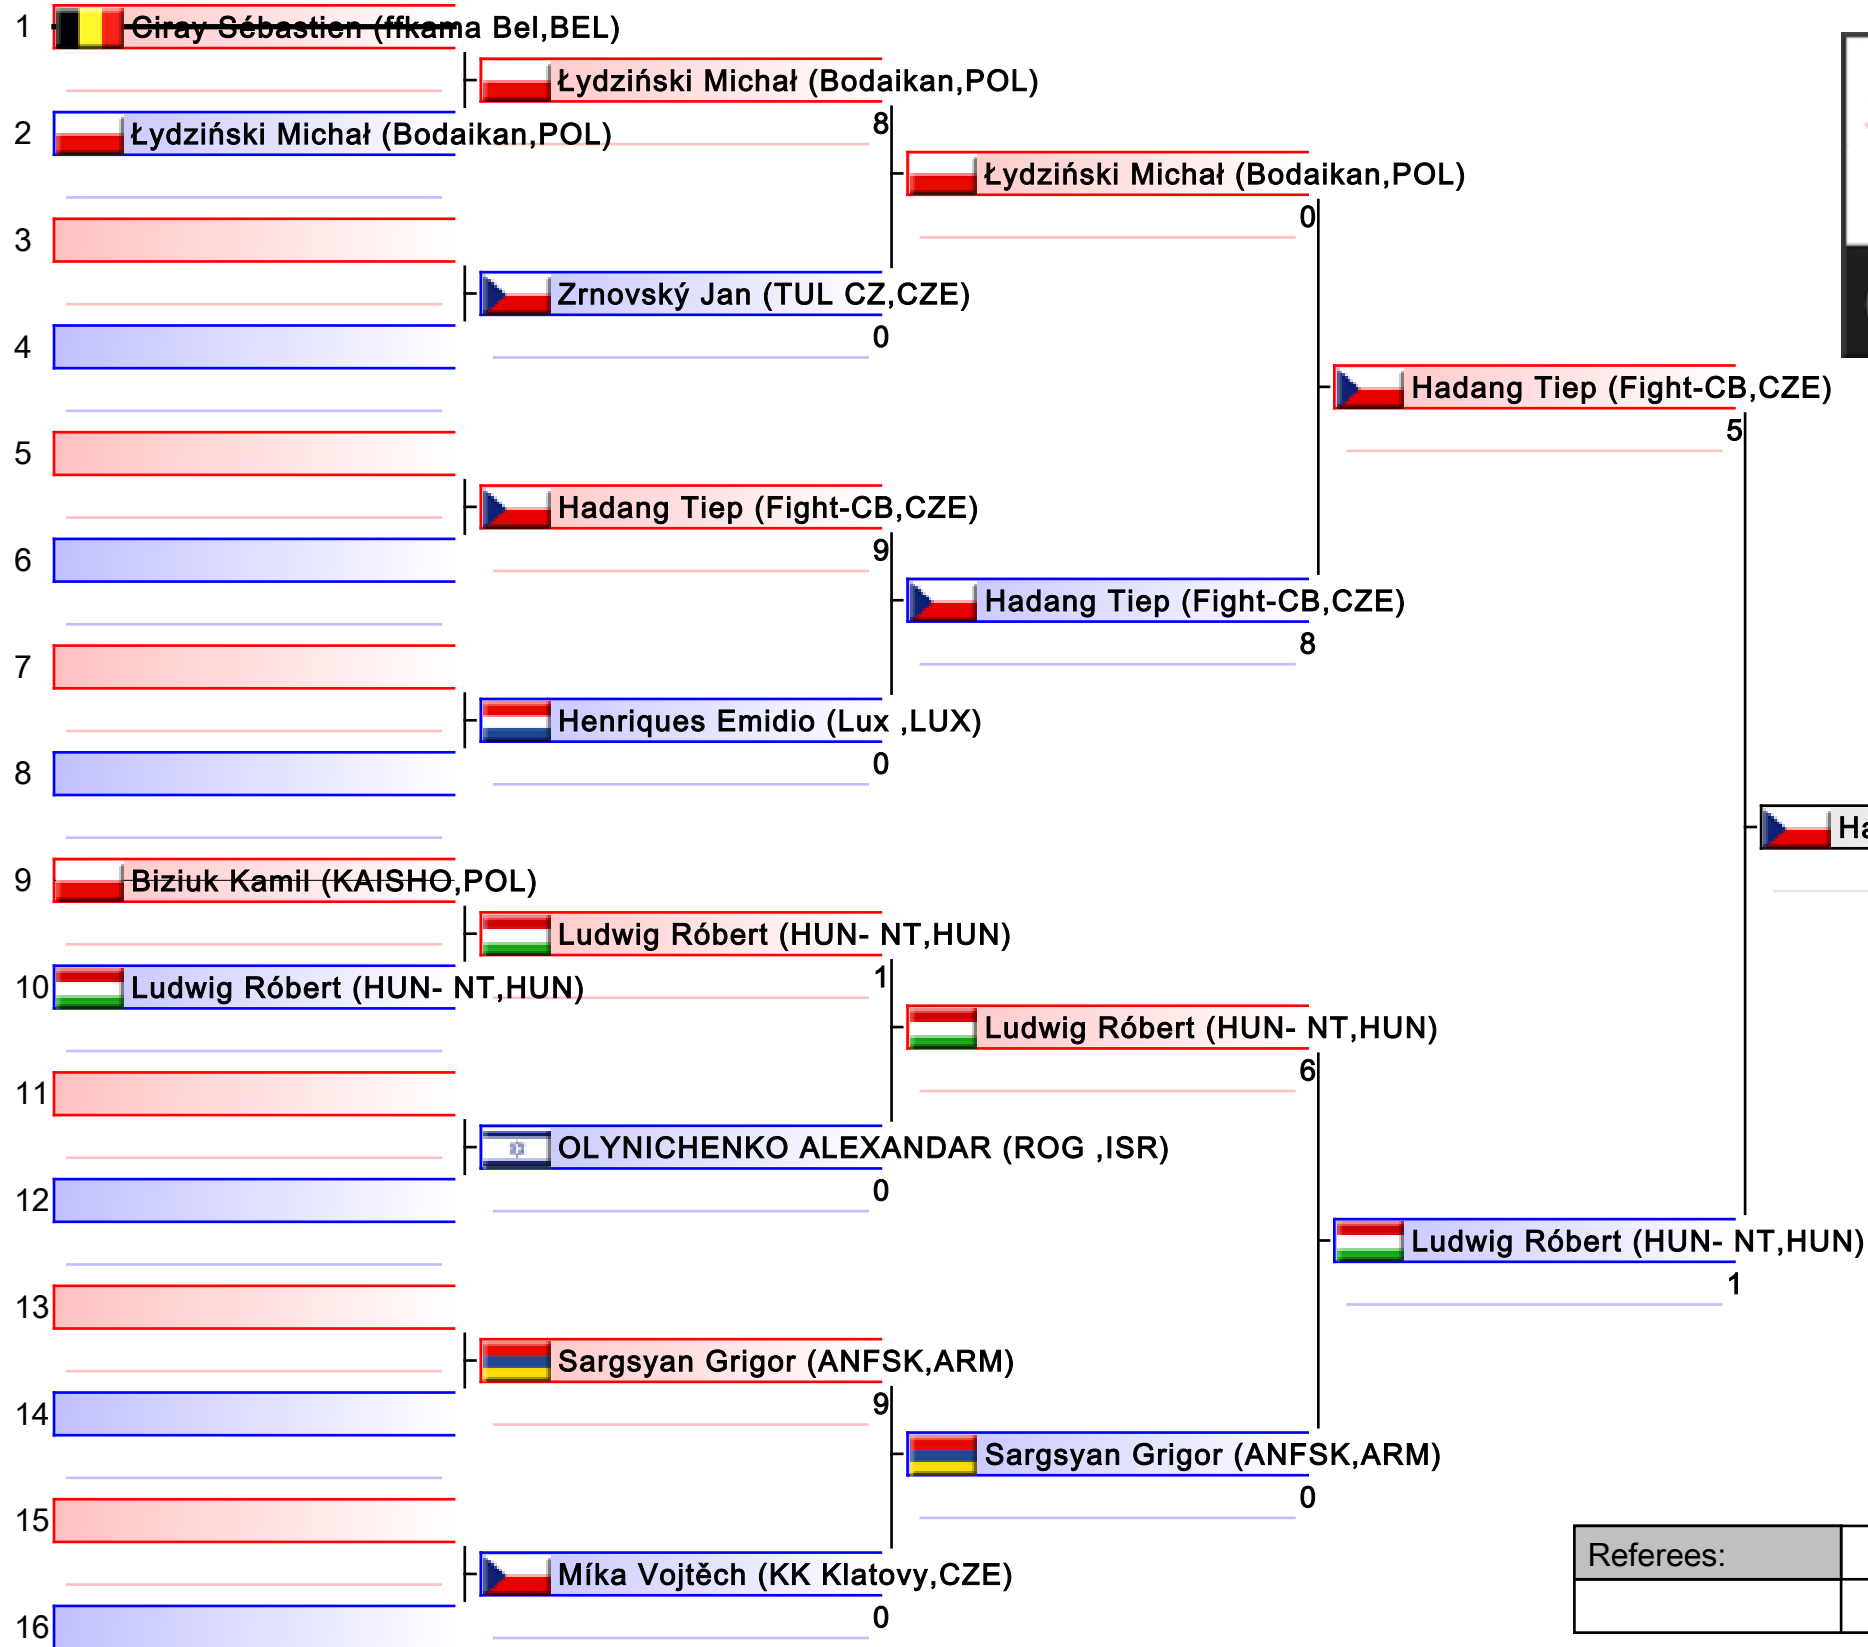 1 Ciray Sébastien (ffkama Bel,BEL)
Łydziński Michał (Bodaikan,POL)
8
2 Łydziński Michał (Bodaikan,POL)
Łydziński Michał (Bodaikan,POL)
0
3
Zrnovský Jan (TUL CZ,CZE)
0
4
Hadang Tiep (Fight-CB,CZE)
5
5
Hadang Tiep (Fight-CB,CZE)
9
6
Hadang Tiep (Fight-CB,CZE)
8
7
Henriques Emidio (Lux ,LUX)
0
8
Ha
9 Biziuk Kamil (KAISHO,POL)
Ludwig Róbert (HUN- NT,HUN)
1
10 Ludwig Róbert (HUN- NT,HUN)
Ludwig Róbert (HUN- NT,HUN)
6
11
OLYNICHENKO ALEXANDAR (ROG ,ISR)
0
12
Ludwig Róbert (HUN- NT,HUN)
1
13
Sargsyan Grigor (ANFSK,ARM)
9
14
Sargsyan Grigor (ANFSK,ARM)
0
15
Míka Vojtěch (KK Klatovy,CZE)
0
16
Referees: